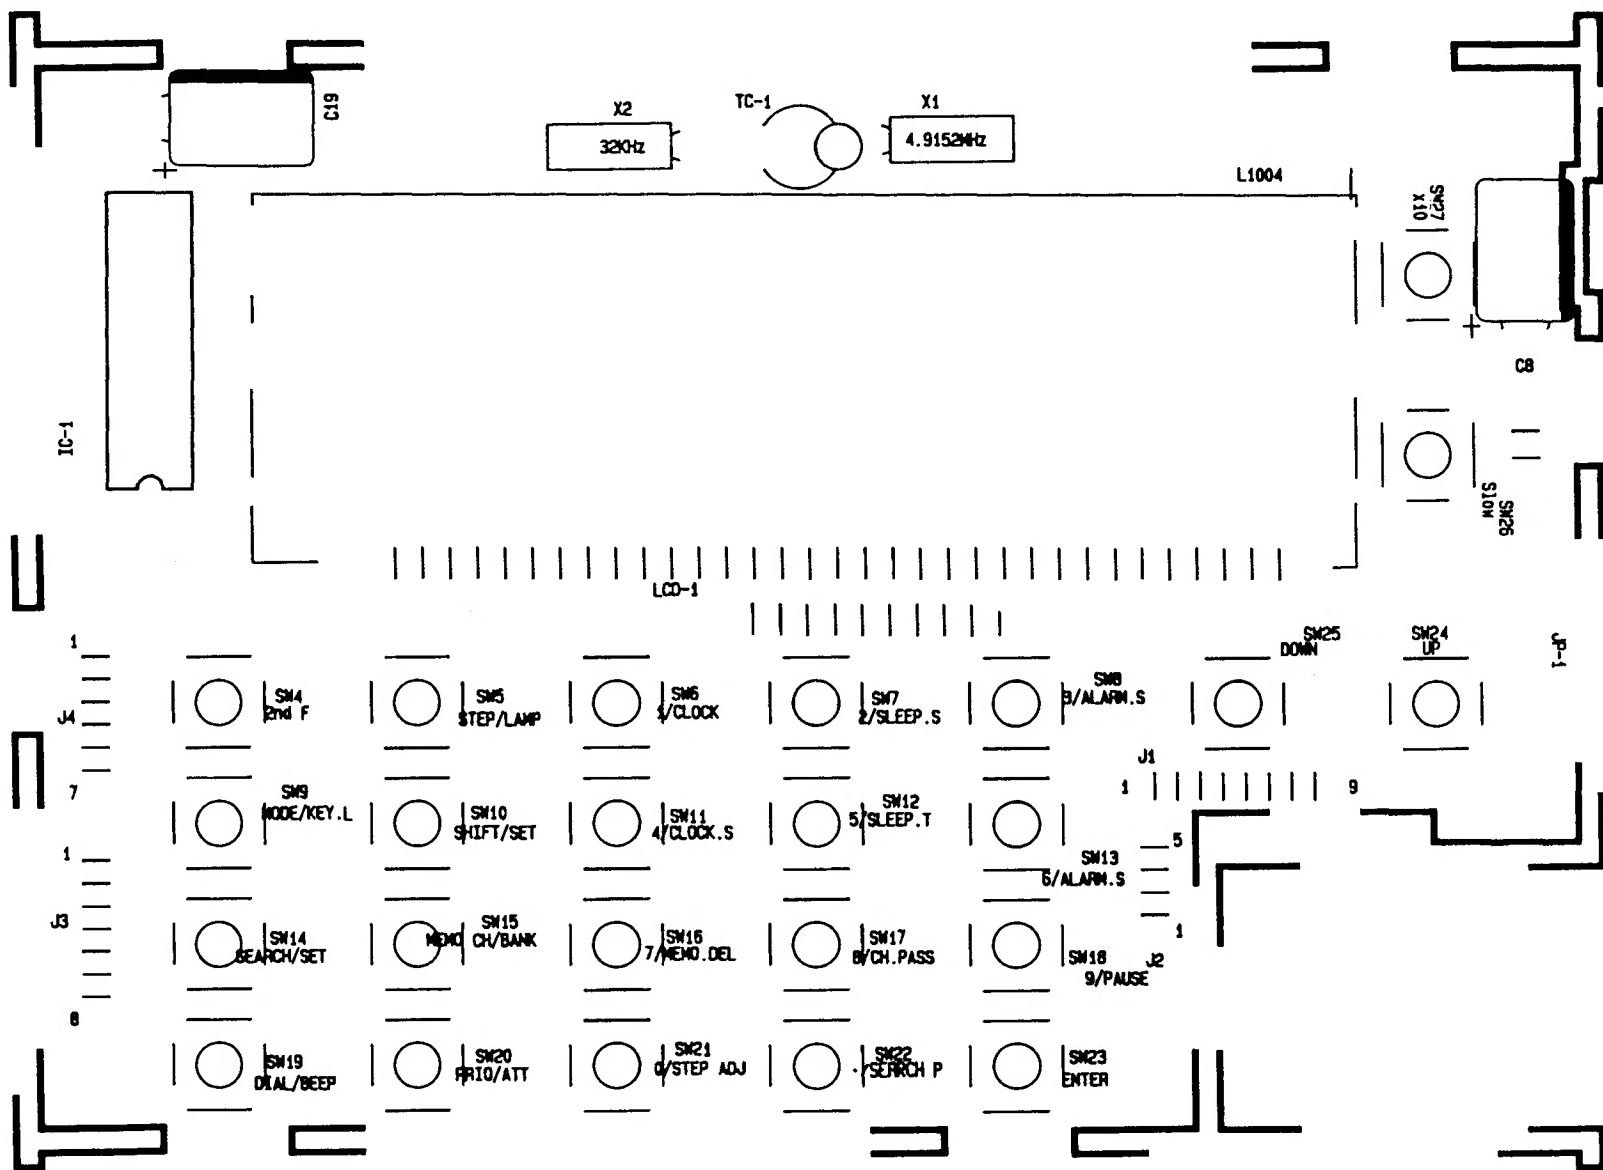 C19
X2
32KHz
TC-1
X1
4.9152MHz
L1004
SW27
X10
C8
IC-1
Slow
SW26
LCD-1
1
J4
7
SW4
2nd F
SW5
STEP/LAMP
SW6
1/CLOCK
SW7
2/SLEEP.S
SW8
3/ALARM.S
SW25
DOWN
SW24
UP
JP-1
J1
1
9
SW9
MODE/KEY.L
SW10
SHIFT/SET
SW11
4/CLOCK.S
SW12
5/SLEEP.T
SW13
6/ALARM.S
5
1
J2
1
J3
8
SW14
SEARCH/SET
SW15
MEMO CH/BANK
SW16
7/MEMO.DEL
SW17
8/CH.PASS
SW18
9/PAUSE
SW19
DIAL/BEEP
SW20
PRIO/ATT
SW21
0/STEP ADJ
SW22
./SERRCH P
SW23
ENTER